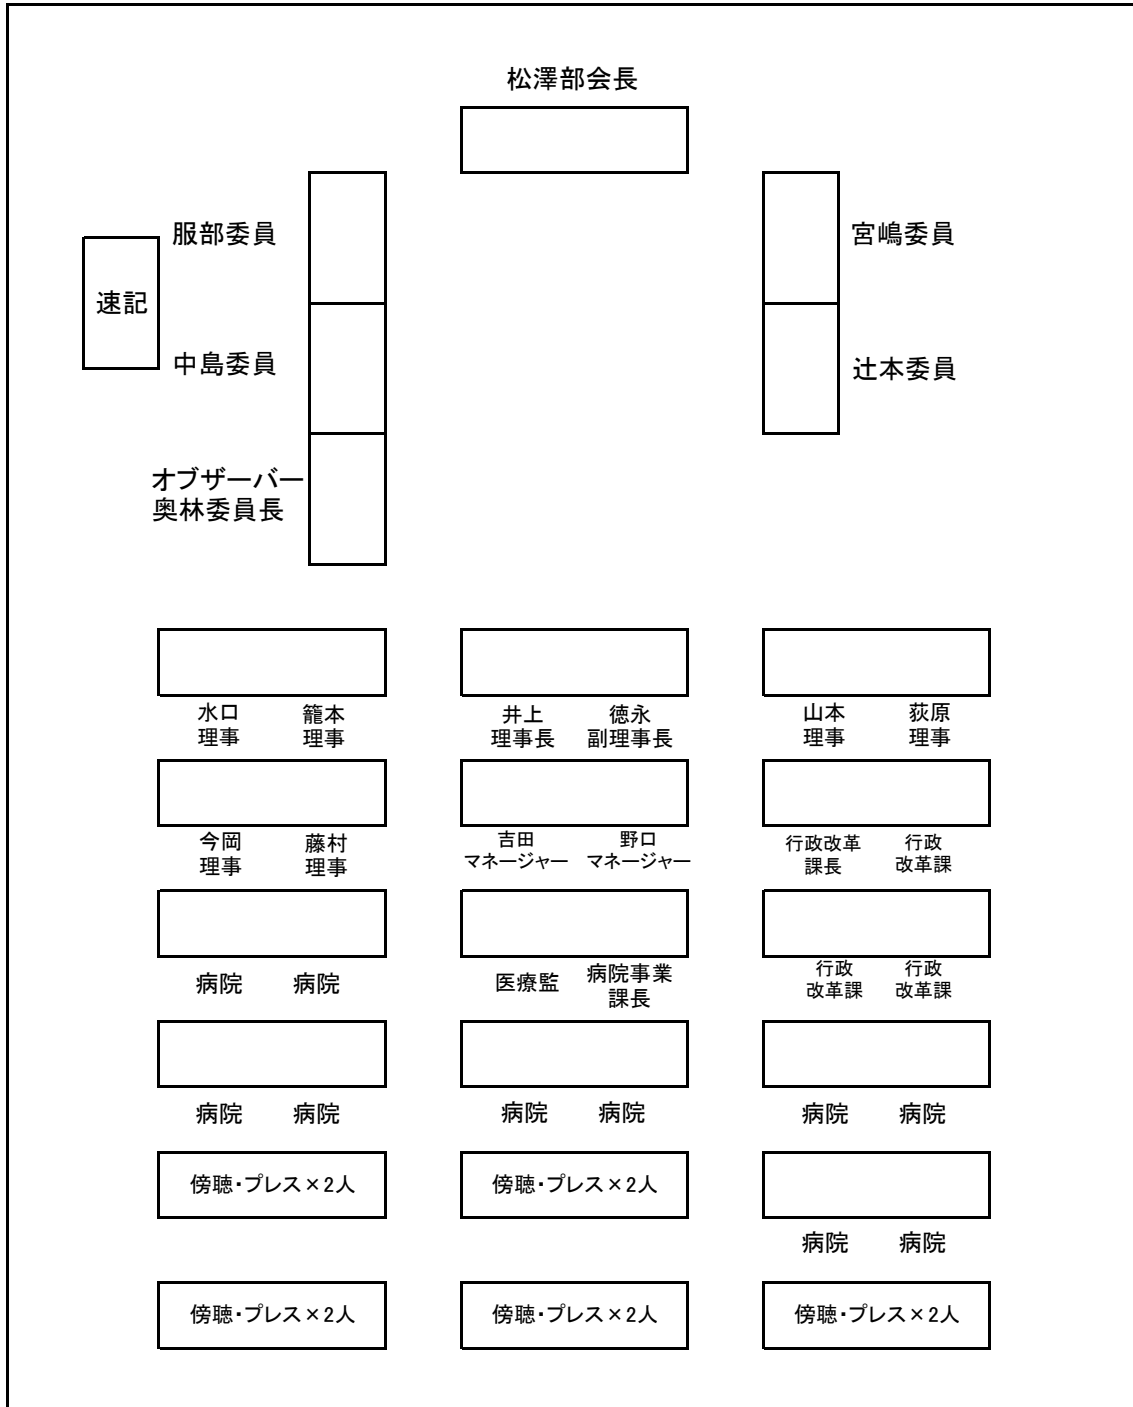 松澤部会長
服部委員
宮嶋委員
速記
中島委員
辻本委員
オブザーバー
奥林委員長
水口 籠本 井上 徳永 山本 荻原
理事 理事 理事長 副理事長 理事 理事
今岡 藤村 吉田 野口 行政改革 行政
理事 理事 マネージャー マネージャー 課長 改革課
病院 病院 医療監 病院事業 行政 行政
課長 改革課 改革課
病院 病院 病院 病院 病院 病院
傍聴・プレス×2人 傍聴・プレス×2人
病院 病院
傍聴・プレス×2人 傍聴・プレス×2人 傍聴・プレス×2人